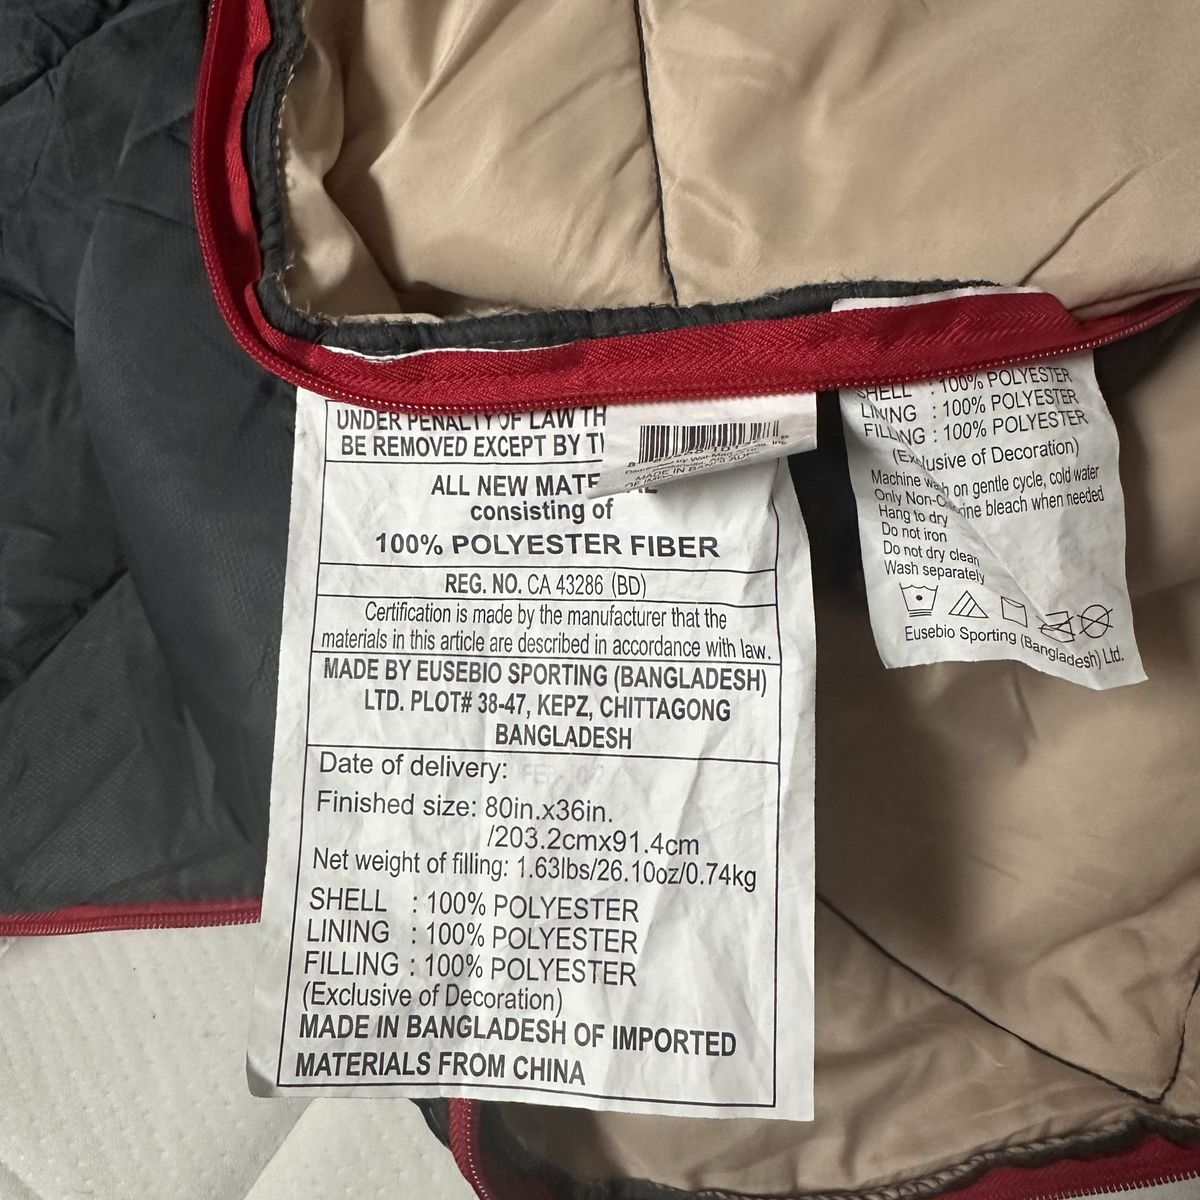 UNDER PENALTY OF LAW TH
BE REMOVED EXCEPT BY
ALL NEW MATE
consisting of
100% POLYESTER FIBER
REG. NO. CA 43286 (BD)
Certification is made by the manufacturer that the
materials in this article are described in accordance with law.
MADE BY EUSEBIO SPORTING (BANGLADESH)
LTD. PLOT# 38-47, KEPZ, CHITTAGONG
BANGLADESH
Date of delivery:
Finished size: 80in.x36in.
/203.2cmx91.4cm
Net weight of filling: 1.63lbs/26.10oz/0.74kg
SHELL : 100% POLYESTER
LINING : 100% POLYESTER
FILLING : 100% POLYESTER
(Exclusive of Decoration)
MADE IN BANGLADESH OF IMPORTED
MATERIALS FROM CHINA
MADE IN
SHELL : 100% POLYESTER
LINING : 100% POLYESTER
FILLING : 100% POLYESTER
(Exclusive of Decoration)
Machine wash on gentle cycle, cold water
Only Non-Chlorine bleach when needed
Hang to dry
Do not iron
Do not dry clean
Wash separately
Eusebio Sporting (Bangladesh) Ltd.